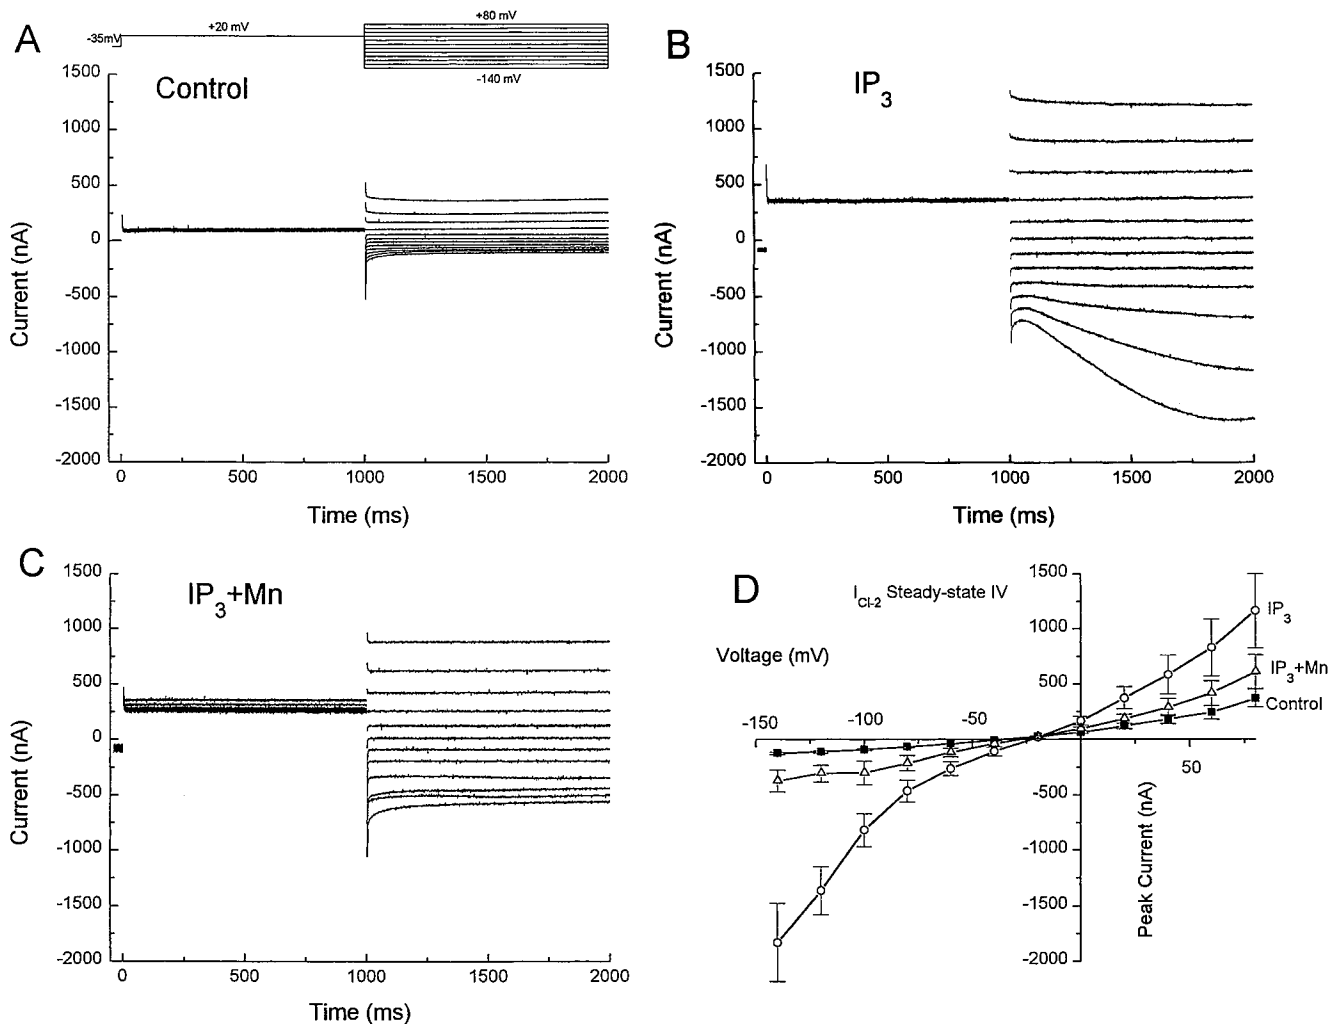 A
-35mV
+20 mV
+80 mV
-140 mV
Control
Current (nA)
1500
1000
500
0
-500
-1000
-1500
-2000
0 500 1000 1500 2000
Time (ms)
B
IP3
Current (nA)
1500
1000
500
0
-500
-1000
-1500
-2000
0 500 1000 1500 2000
Time (ms)
C
IP3+Mn
Current (nA)
1500
1000
500
0
-500
-1000
-1500
-2000
0 500 1000 1500 2000
Time (ms)
D
ICl-2 Steady-state IV
Voltage (mV)
-150 -100 -50
50
1500
1000
500
-500
-1000
-1500
-2000
Peak Current (nA)
IP3
IP3+Mn
Control